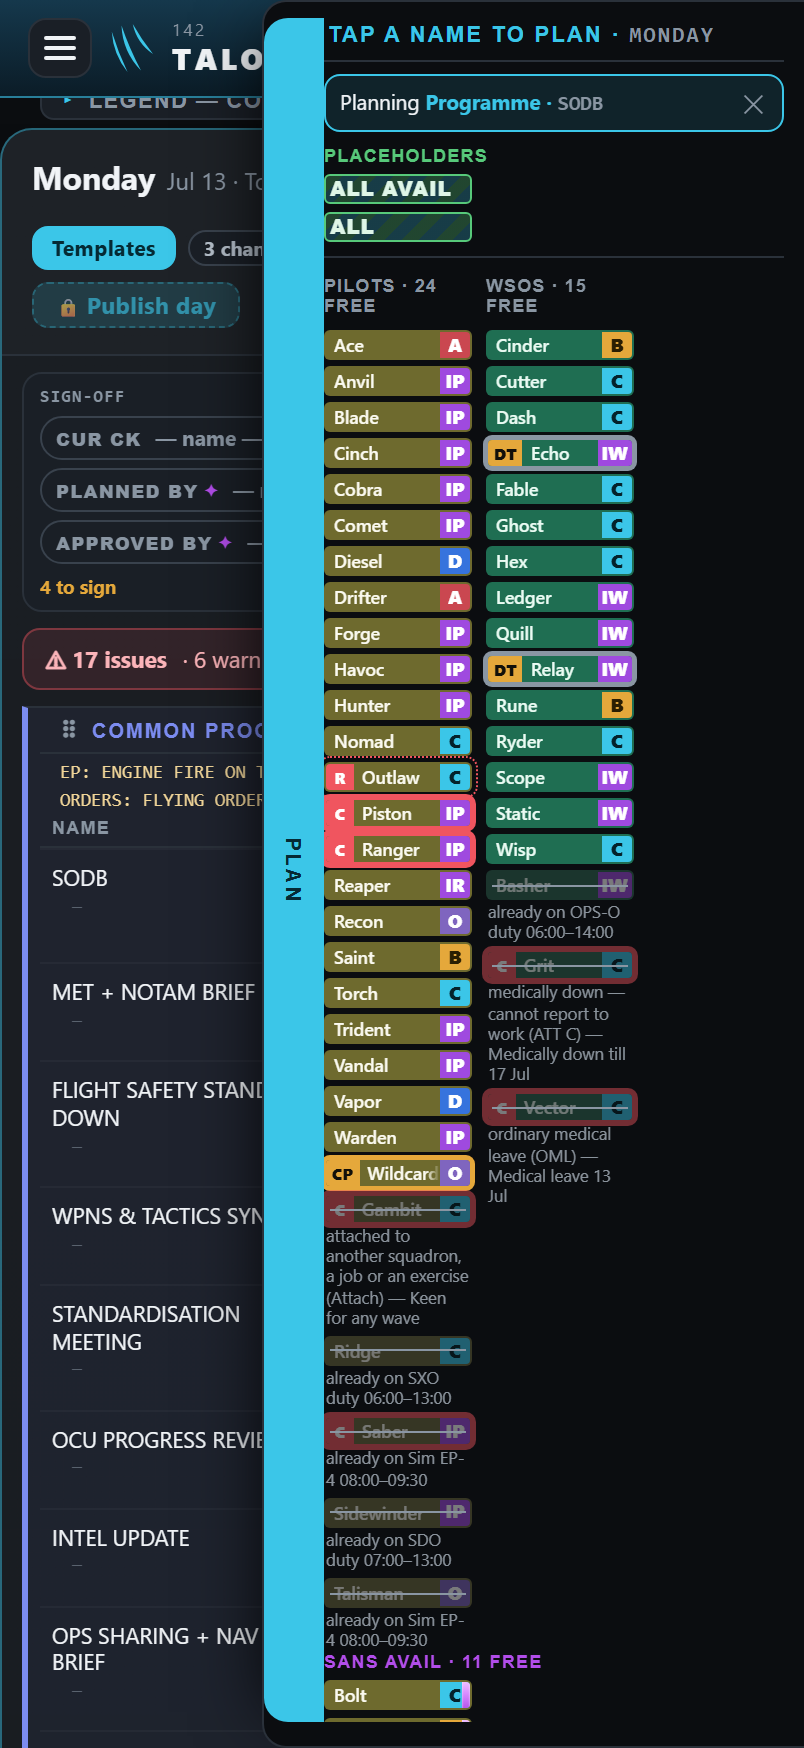 142
TALO
LEGEND — CO
Monday Jul 13 · To
Templates
3 chan
🔒 Publish day
SIGN-OFF
CUR CK — name —
PLANNED BY ✦ —
APPROVED BY ✦ —
4 to sign
⚠ 17 issues · 6 warn
COMMON PROG
EP: ENGINE FIRE ON T
ORDERS: FLYING ORDER
NAME
SODB
—
MET + NOTAM BRIEF
—
FLIGHT SAFETY STAND
DOWN
—
WPNS & TACTICS SYN
—
STANDARDISATION
MEETING
—
OCU PROGRESS REVIE
—
INTEL UPDATE
—
OPS SHARING + NAV
BRIEF
—
PLAN
TAP A NAME TO PLAN · MONDAY
Planning Programme · SODB
PLACEHOLDERS
ALL AVAIL
ALL
PILOTS · 24
FREE
Ace A
Anvil IP
Blade IP
Cinch IP
Cobra IP
Comet IP
Diesel D
Drifter A
Forge IP
Havoc IP
Hunter IP
Nomad C
R Outlaw C
C Piston IP
C Ranger IP
Reaper IR
Recon O
Saint B
Torch C
Trident IP
Vandal IP
Vapor D
Warden IP
CP Wildcard O
C Gambit C
attached to
another squadron,
a job or an exercise
(Attach) — Keen
for any wave
Ridge C
already on SXO
duty 06:00–13:00
C Saber IP
already on Sim EP-
4 08:00–09:30
Sidewinder IP
already on SDO
duty 07:00–13:00
Talisman O
already on Sim EP-
4 08:00–09:30
WSOS · 15
FREE
Cinder B
Cutter C
Dash C
DT Echo IW
Fable C
Ghost C
Hex C
Ledger IW
Quill IW
DT Relay IW
Rune B
Ryder C
Scope IW
Static IW
Wisp C
Basher IW
already on OPS-O
duty 06:00–14:00
C Grit C
medically down —
cannot report to
work (ATT C) —
Medically down till
17 Jul
C Vector C
ordinary medical
leave (OML) —
Medical leave 13
Jul
SANS AVAIL · 11 FREE
Bolt C